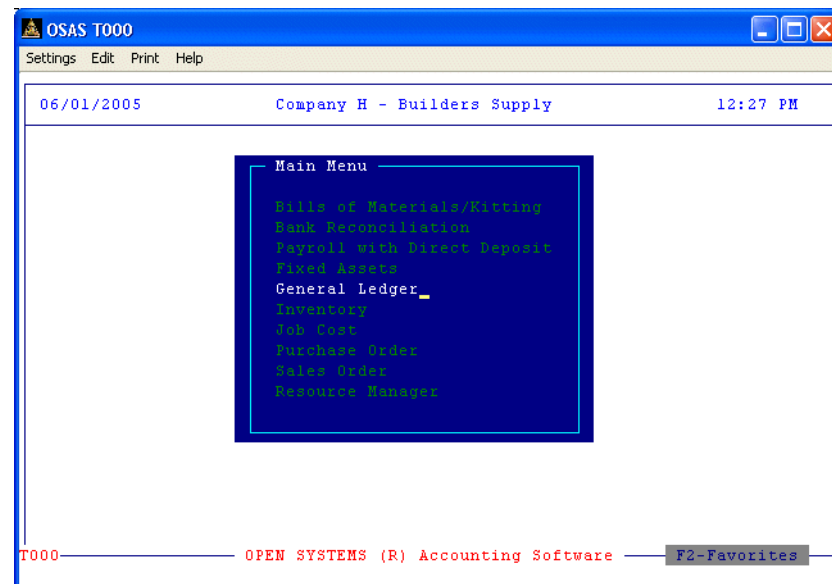 OSAS T000
Settings Edit Print Help
06/01/2005 Company H - Builders Supply 12:27 PM
Main Menu
Bills of Materials/Kitting
Bank Reconciliation
Payroll with Direct Deposit
Fixed Assets
General Ledger
Inventory
Job Cost
Purchase Order
Sales Order
Resource Manager
T000 OPEN SYSTEMS (R) Accounting Software F2-Favorites